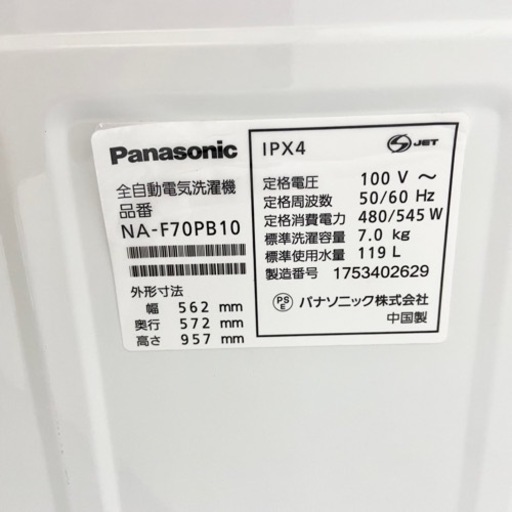 Panasonic
全自動電気洗濯機
品番
NA-F70PB10
外形寸法
幅 562 mm
奥行 572 mm
高さ 957 mm
IPX4
S JET
定格電圧 100 V ～
定格周波数 50/60 Hz
定格消費電力 480/545 W
標準洗濯容量 7.0 kg
標準使用水量 119 L
製造番号 1753402629
PSE パナソニック株式会社
中国製